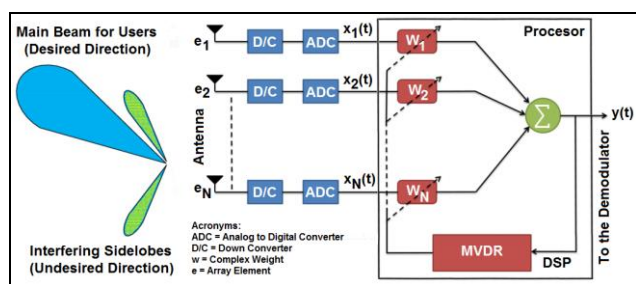 Main Beam for Users
(Desired Direction)
Interfering Sidelobes
(Undesired Direction)
Antenna
e1 D/C ADC x1(t) W1
e2 D/C ADC x2(t) W2
eN D/C ADC xN(t) WN
Procesor
Σ
y(t)
To the Demodulator
MVDR
DSP
Acronyms:
ADC = Analog to Digital Converter
D/C = Down Converter
w = Complex Weight
e = Array Element